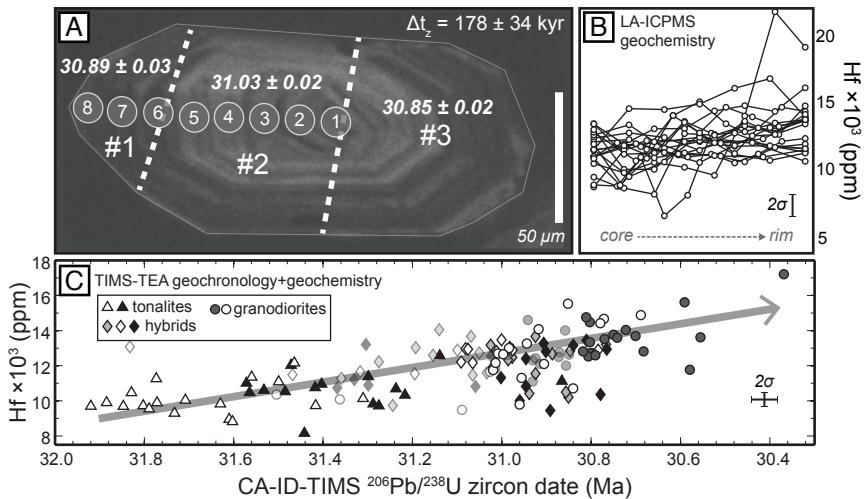 A
Δt_z = 178 ± 34 kyr
30.89 ± 0.03
31.03 ± 0.02
30.85 ± 0.02
8 7 6 5 4 3 2 1
#1
#2
#3
50 µm
B LA-ICPMS
geochemistry
20
15
10
5
Hf ×10³ (ppm)
2σ
core rim
C TIMS-TEA geochronology+geochemistry
tonalites
granodiorites
hybrids
18
16
14
12
10
8
Hf ×10³ (ppm)
2σ
32.0 31.8 31.6 31.4 31.2 31.0 30.8 30.6 30.4
CA-ID-TIMS ²⁰⁶Pb/²³⁸U zircon date (Ma)